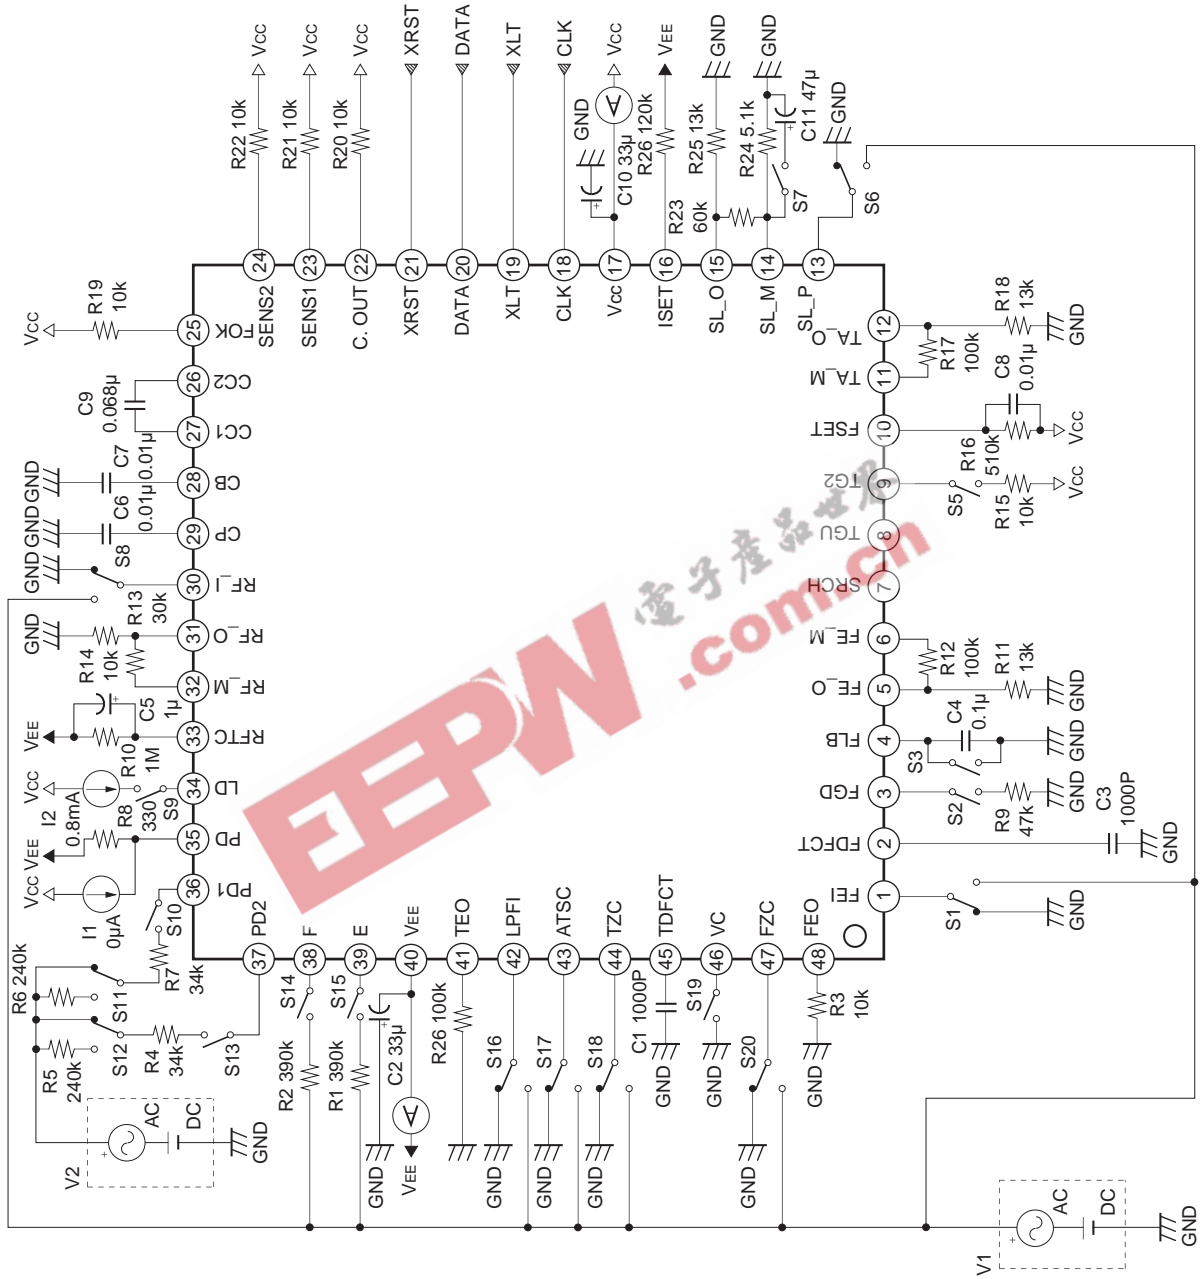 R22 10k
VCC
R21 10k
VCC
R20 10k
VCC
XRST
DATA
XLT
CLK
GND
VCC
A
C10 33μ
R26 120k
VEE
R23
60k
R25 13k
GND
R24 5.1k
GND
C11 47μ
S7
GND
S6
24
SENS2
23
SENS1
22
C. OUT
21
XRST
20
DATA
19
XLT
18
CLK
17
VCC
16
ISET
15
SL_O
14
SL_M
13
SL_P
VCC
R19
10k
25
FOK
26
CC2
C9
0.068μ
27
CC1
GND
C7
0.01μ
28
CB
GND
C6
0.01μ
29
CP
GND
S8
30
RF_I
GND
R13
30k
R14
10k
31
RF_O
32
RF_M
VEE
C5
1μ
R10
1M
33
RFTC
VCC
I2
0.8mA
S9
34
LD
VEE
R8
330
35
PD
VCC
I1
0μA
S10
36
PD1
R7
34k
R6 240k
S11
S12
R5
240k
R4
34k
S13
V2
AC
DC
GND
37
PD2
38
F
39
E
40
VEE
41
TEO
42
LPFI
43
ATSC
44
TZC
45
TDFCT
46
VC
47
FZC
48
FEO
S14
R2 390k
S15
R1 390k
C2 33μ
GND
A
VEE
R26 100k
GND
S16
GND
S17
GND
S18
GND
C1 1000P
GND
S19
GND
S20
GND
R3
10k
GND
12
TA_O
R18
13k
GND
11
TA_M
R17
100k
10
FSET
C8
0.01μ
R16
510k
VCC
9
TG2
S5
R15
10k
VCC
8
TGU
7
SRCH
6
FE_M
R12
100k
5
FE_O
R11
13k
GND
4
FLB
C4
0.1μ
S3
GND
3
FGD
S2
R9
47k
GND
2
FDFCT
C3
1000P
GND
1
FEI
S1
GND
V1
AC
DC
GND
EEPW
電子產品世界
.com.cn